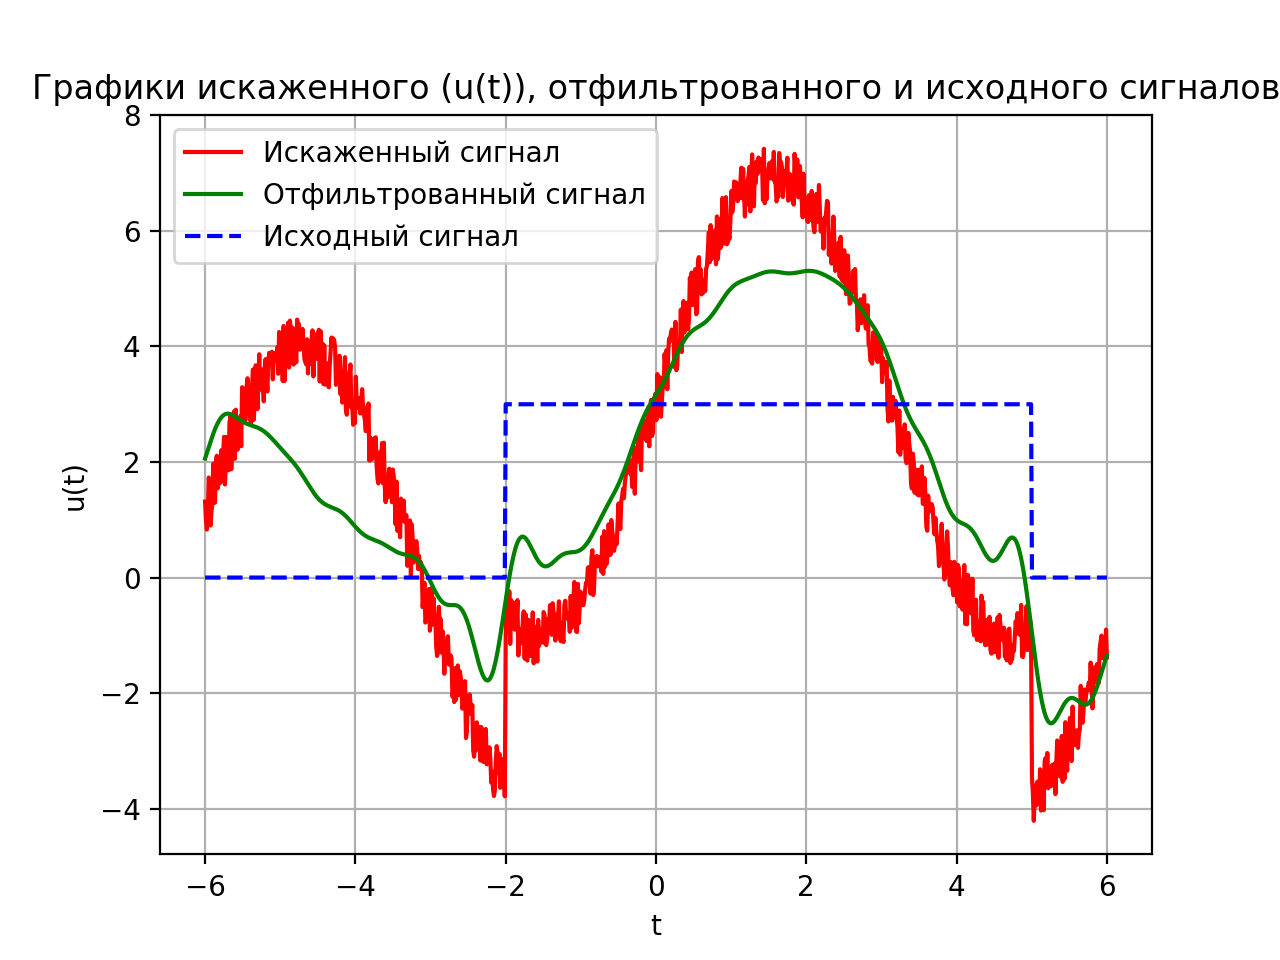 Графики искаженного (u(t)), отфильтрованного и исходного сигналов
Искаженный сигнал
Отфильтрованный сигнал
Исходный сигнал
8
6
4
2
0
−2
−4
u(t)
−6 −4 −2 0 2 4 6
t